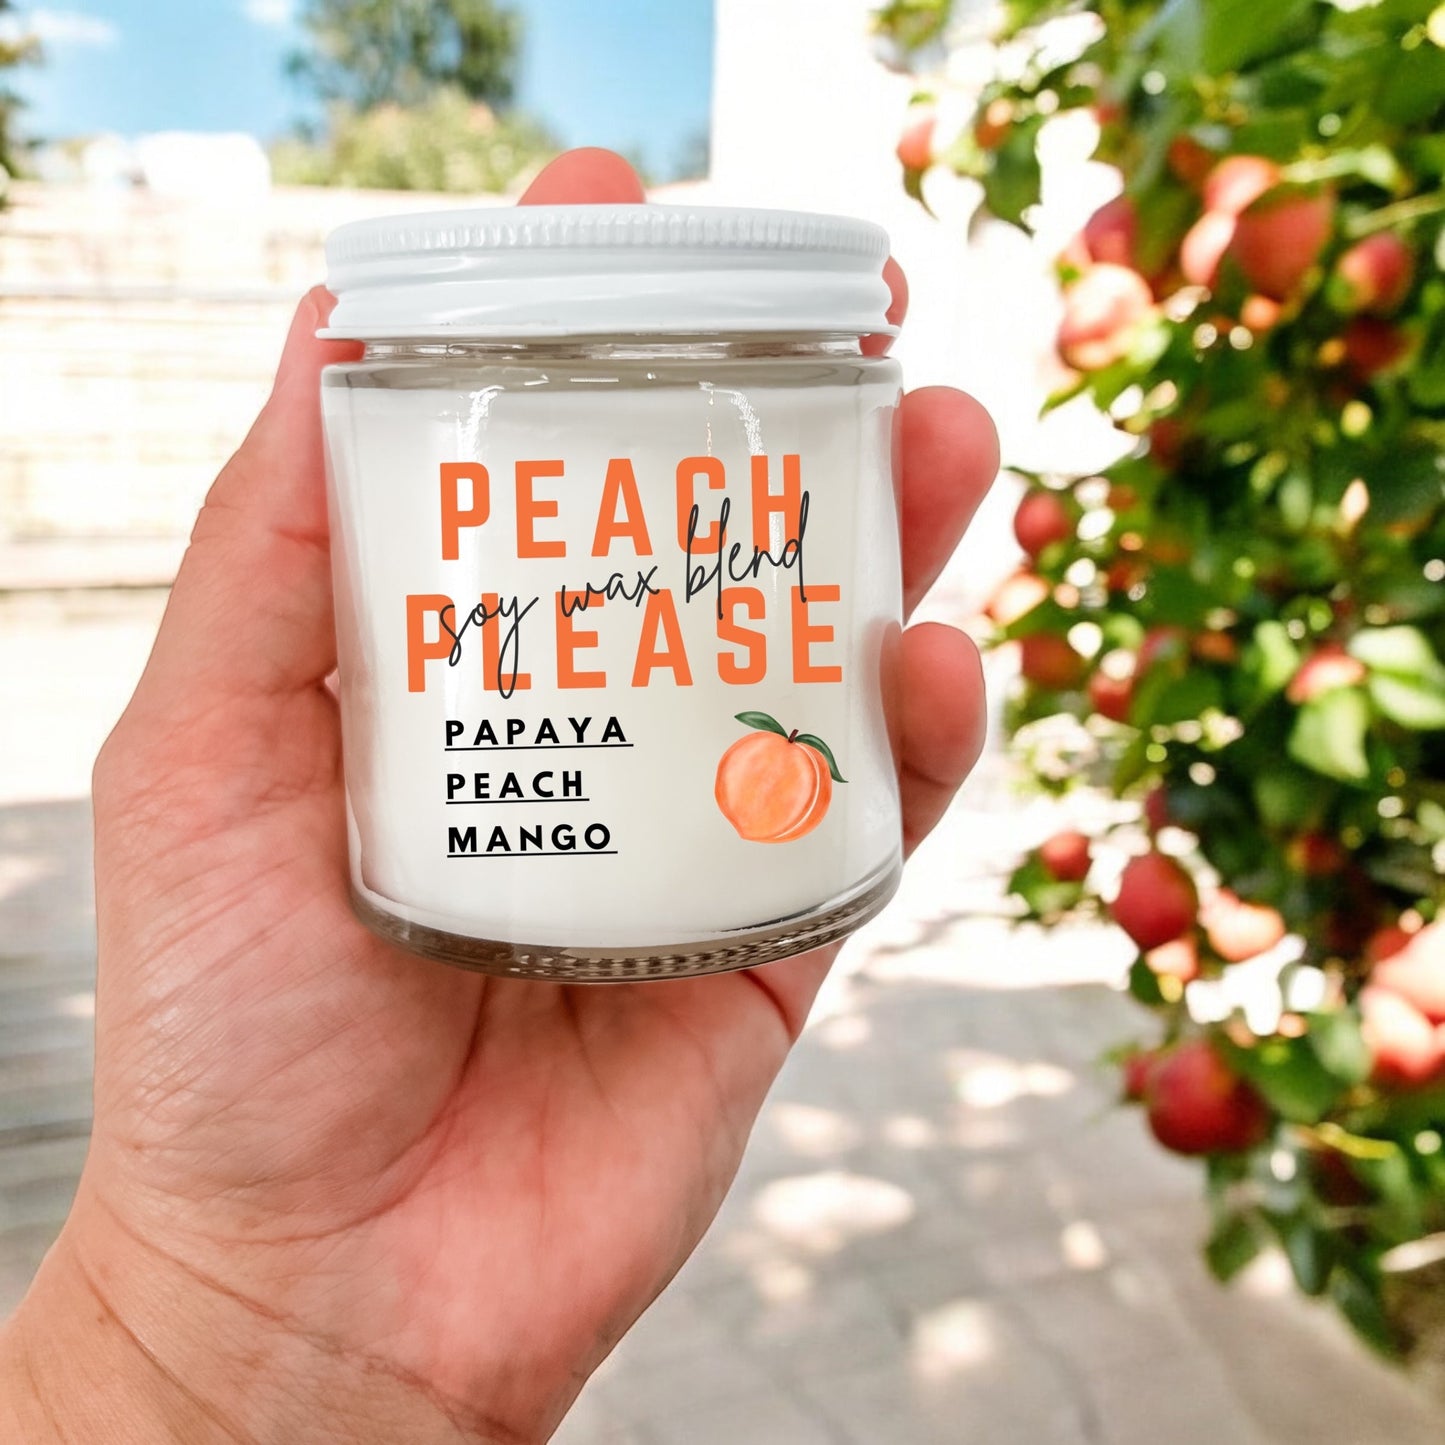 PEACH
soy wax blend
PLEASE
PAPAYA
PEACH
MANGO